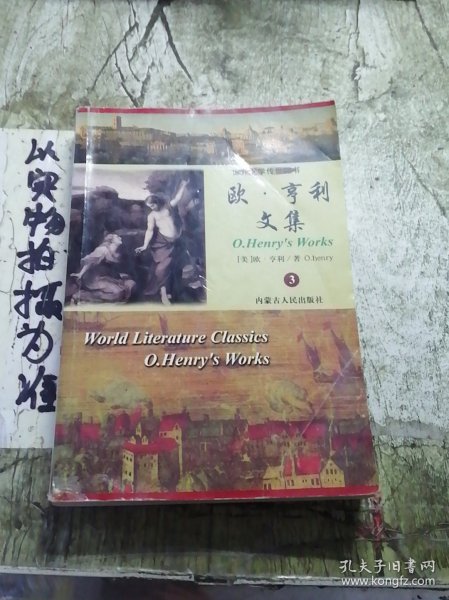 以实物拍摄为准
欧·亨利
文集
O.Henry's Works
[美]欧 亨利/著 O.henry
3
内蒙古人民出版社
World Literature Classics
O.Henry's Works
孔夫子旧书网
www.kongfz.com